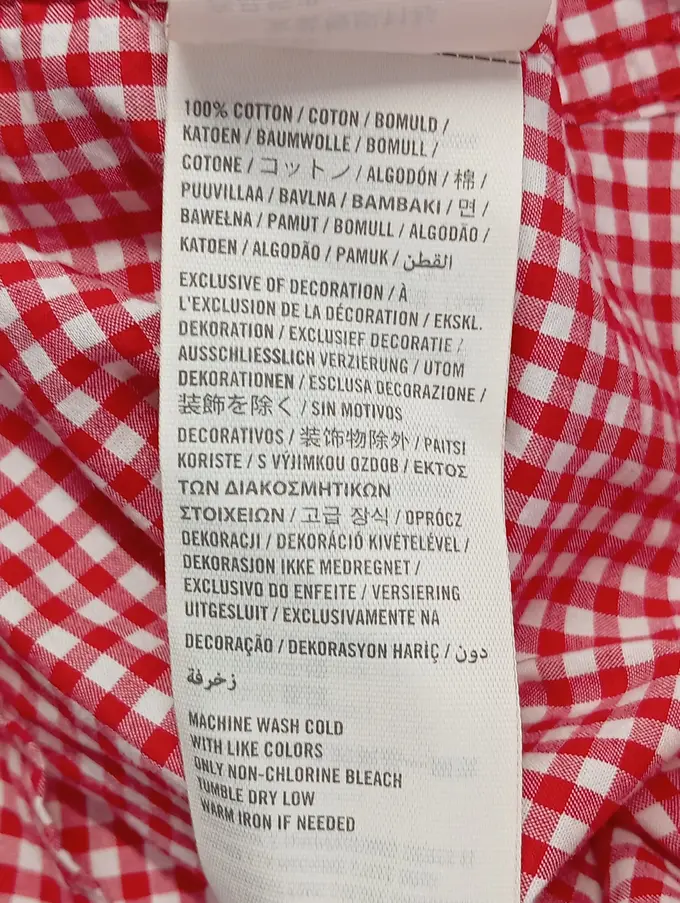 100% COTTON / COTON / BOMULD /
KATOEN / BAUMWOLLE / BOMULL /
COTONE / コットン / ALGODÓN / 棉 /
PUUVILLAA / BAVLNA / BAMBAKI / 면 /
BAWEŁNA / PAMUT / BOMULL / ALGODÃO /
KATOEN / ALGODÃO / PAMUK / القطن
EXCLUSIVE OF DECORATION / À
L'EXCLUSION DE LA DÉCORATION / EKSKL.
DEKORATION / EXCLUSIEF DECORATIE /
AUSSCHLIESSLICH VERZIERUNG / UTOM
DEKORATIONEN / ESCLUSA DECORAZIONE /
装飾を除く / SIN MOTIVOS
DECORATIVOS / 装饰物除外 / PAITSI
KORISTE / S VÝJIMKOU OZDOB / ΕΚΤΟΣ
ΤΩΝ ΔΙΑΚΟΣΜΗΤΙΚΩΝ
ΣΤΟΙΧΕΙΩΝ / 고급 장식 / OPRÓCZ
DEKORACJI / DEKORÁCIÓ KIVÉTELÉVEL /
DEKORASJON IKKE MEDREGNET /
EXCLUSIVO DO ENFEITE / VERSIERING
UITGESLUIT / EXCLUSIVAMENTE NA
DECORAÇÃO / DEKORASYON HARİÇ / دون
زخرفة
MACHINE WASH COLD
WITH LIKE COLORS
ONLY NON-CHLORINE BLEACH
TUMBLE DRY LOW
WARM IRON IF NEEDED